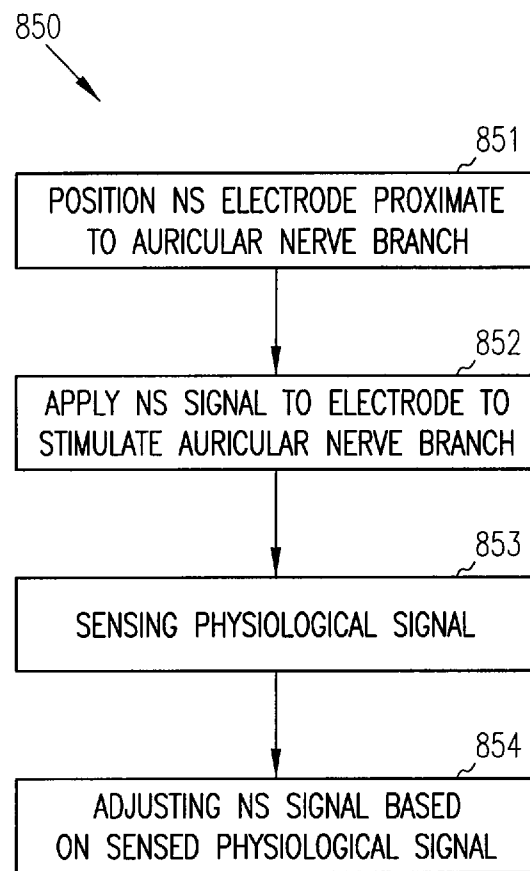 850
851
POSITION NS ELECTRODE PROXIMATE
TO AURICULAR NERVE BRANCH
852
APPLY NS SIGNAL TO ELECTRODE TO
STIMULATE AURICULAR NERVE BRANCH
853
SENSING PHYSIOLOGICAL SIGNAL
854
ADJUSTING NS SIGNAL BASED
ON SENSED PHYSIOLOGICAL SIGNAL